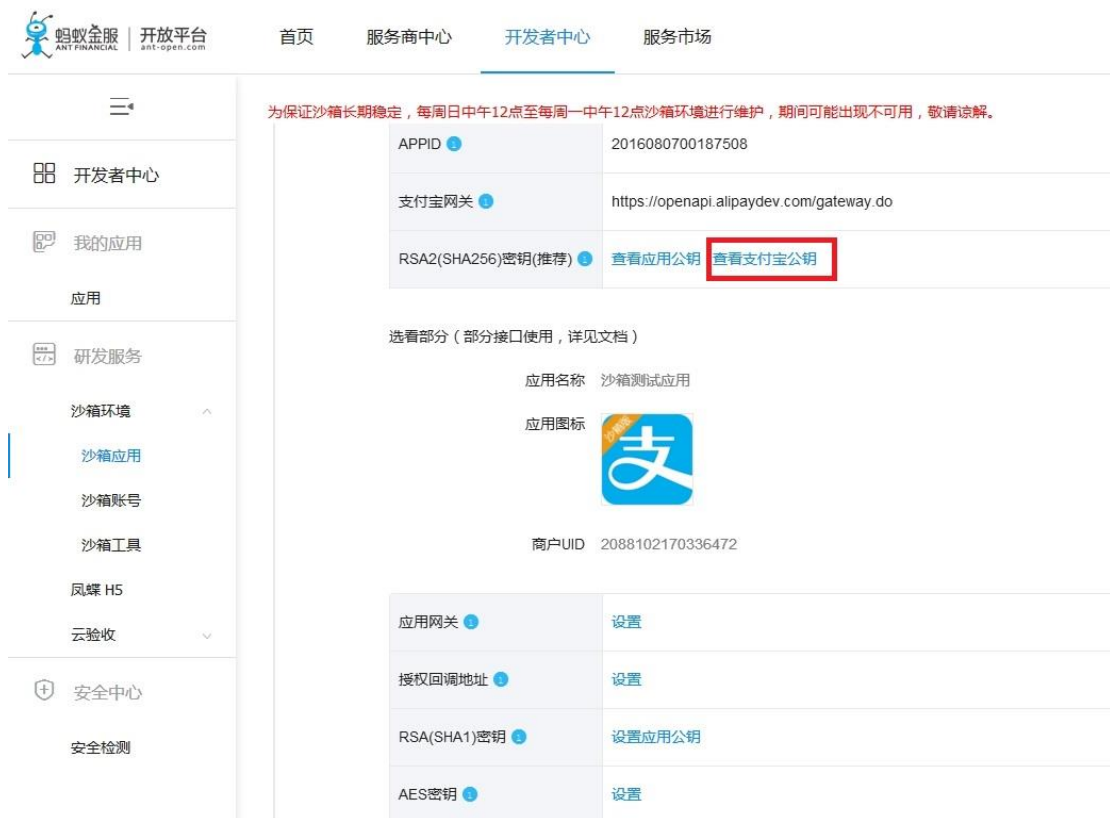 蚂蚁金服 开放平台
ANT FINANCIAL ant-open.com
首页 服务商中心 开发者中心 服务市场
为保证沙箱长期稳定，每周日中午12点至每周一中午12点沙箱环境进行维护，期间可能出现不可用，敬请谅解。
开发者中心
我的应用
应用
研发服务
沙箱环境
沙箱应用
沙箱账号
沙箱工具
凤蝶 H5
云验收
安全中心
安全检测
APPID 2016080700187508
支付宝网关 https://openapi.alipaydev.com/gateway.do
RSA2(SHA256)密钥(推荐) 查看应用公钥 查看支付宝公钥
选看部分（部分接口使用，详见文档）
应用名称 沙箱测试应用
应用图标
沙箱版
支
商户UID 2088102170336472
应用网关 设置
授权回调地址 设置
RSA(SHA1)密钥 设置应用公钥
AES密钥 设置